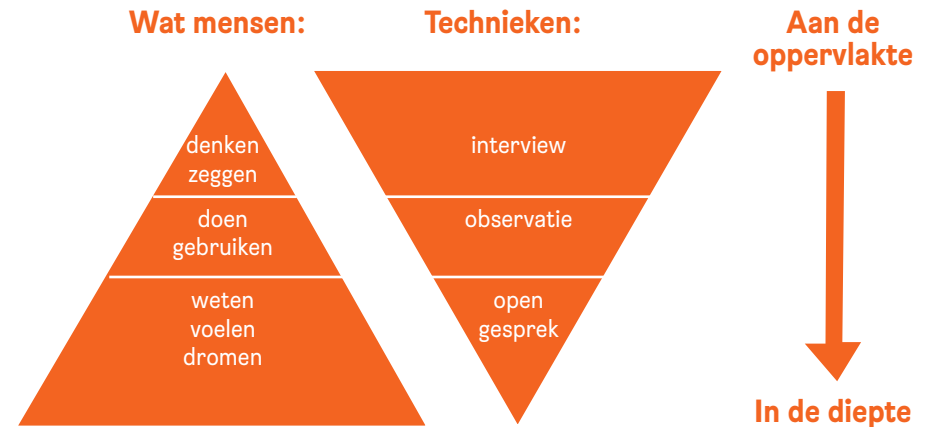 Wat mensen:
denken
zeggen
doen
gebruiken
weten
voelen
dromen
Technieken:
interview
observatie
open
gesprek
Aan de
oppervlakte
In de diepte